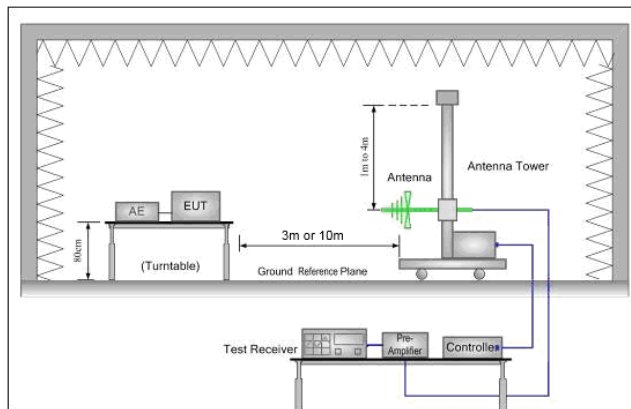 1m to 4m
Antenna
Antenna Tower
AE
EUT
80cm
(Turntable)
3m or 10m
Ground Reference Plane
Test Receiver
Pre-
Amplifier
Controller